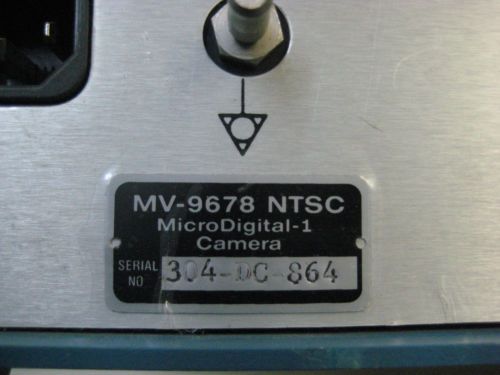 MV-9678 NTSC
MicroDigital-1
Camera
SERIAL NO 304-DC-864